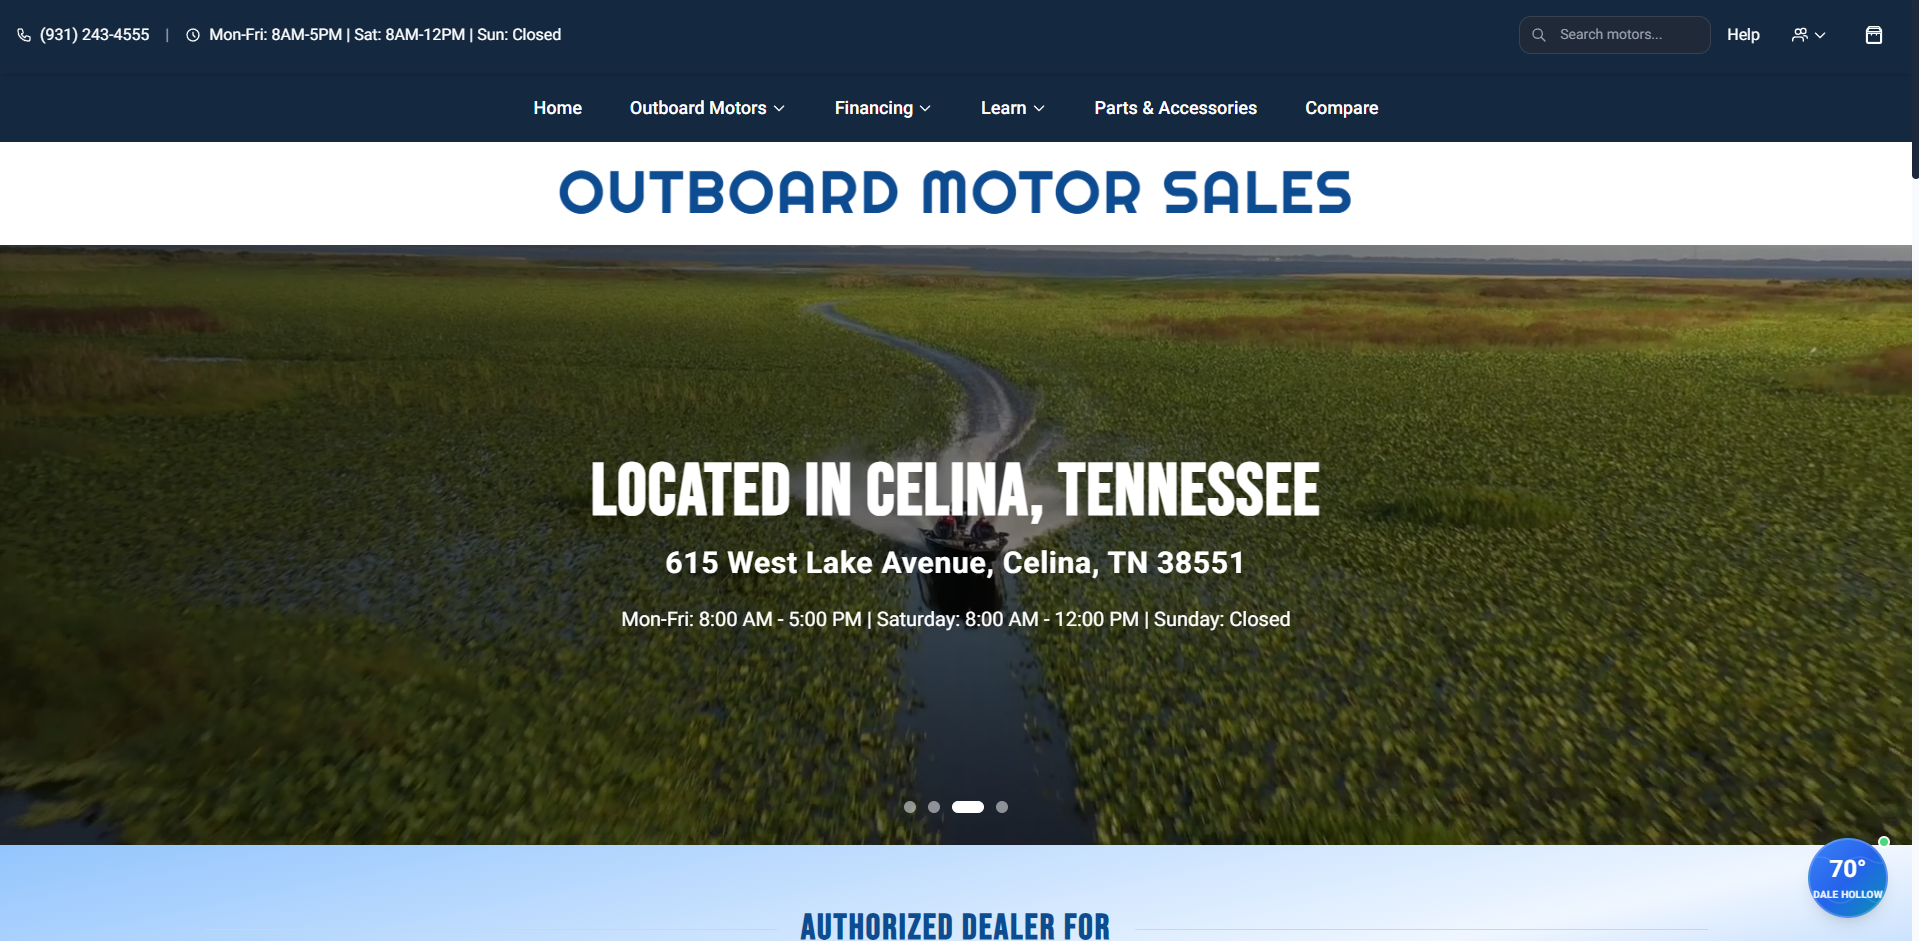 (931) 243-4555 | Mon-Fri: 8AM-5PM | Sat: 8AM-12PM | Sun: Closed
Search motors...
Help
Home
Outboard Motors
Financing
Learn
Parts & Accessories
Compare
OUTBOARD MOTOR SALES
LOCATED IN CELINA, TENNESSEE
615 West Lake Avenue, Celina, TN 38551
Mon-Fri: 8:00 AM - 5:00 PM | Saturday: 8:00 AM - 12:00 PM | Sunday: Closed
70°
DALE HOLLOW
AUTHORIZED DEALER FOR